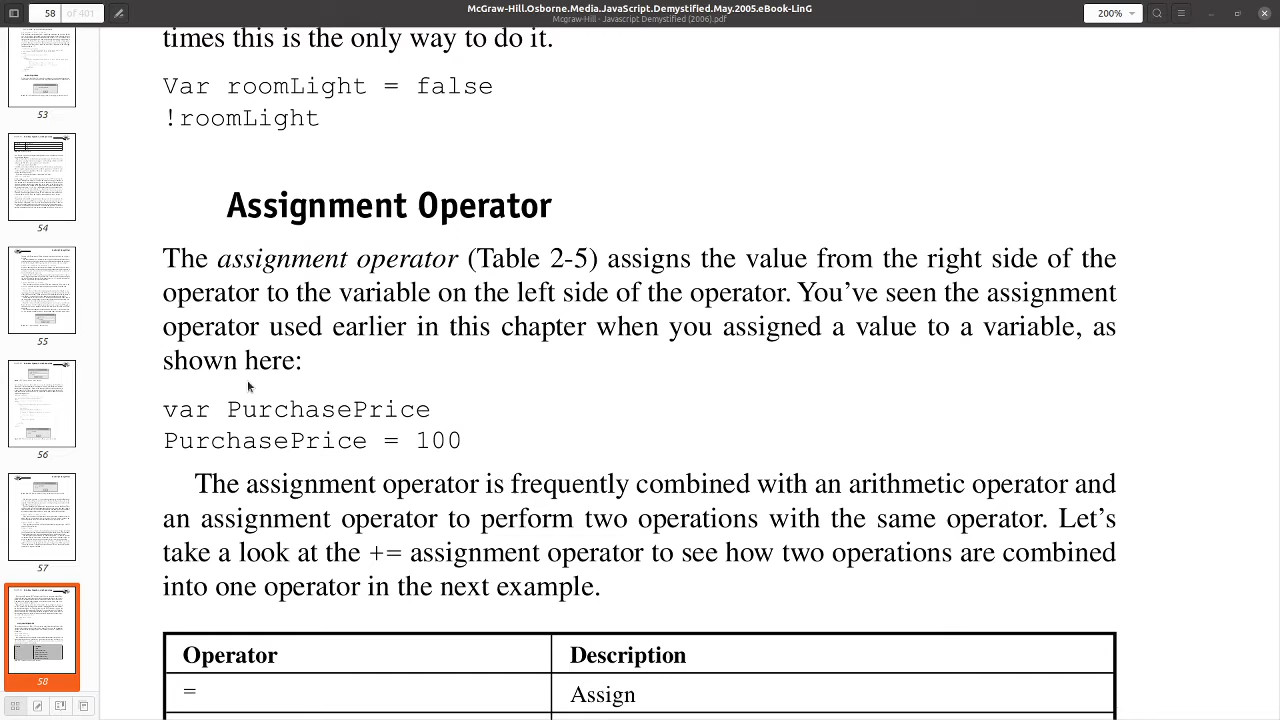 58 of 401
McGraw-Hill.Osborne.Media.JavaScript.Demystified.May.2005.eBook-LinG
Mcgraw-Hill - Javascript Demystified (2006).pdf
200%
53
54
55
56
57
58
time, this is the only way to do it.
Var roomLight = false
!roomLight
Assignment Operator
The assignment operator (Table 2-5) assigns the value from the right side of the
operator to the variable on the left side of the operator. You’ve seen the assignment
operator used earlier in this chapter when you assigned a value to a variable, as
shown here:
var PurchasePrice
PurchasePrice = 100
The assignment operator is frequently combined with an arithmetic operator and
an assignment operator to perform two operations with the same operator. Let’s
take a look at the += assignment operator to see how two operations are combined
into one operator in the next example.
Operator Description
= Assign